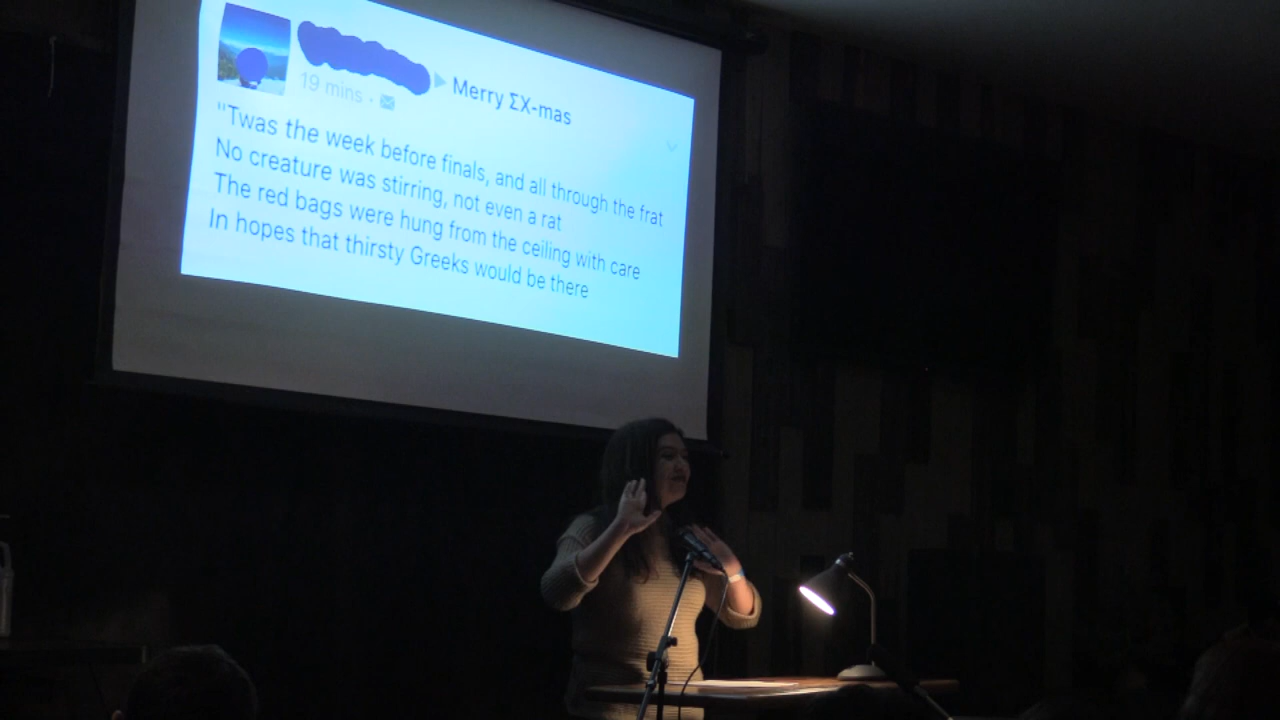 Merry ΣX-mas
19 mins ·
"Twas the week before finals, and all through the frat
No creature was stirring, not even a rat
The red bags were hung from the ceiling with care
In hopes that thirsty Greeks would be there